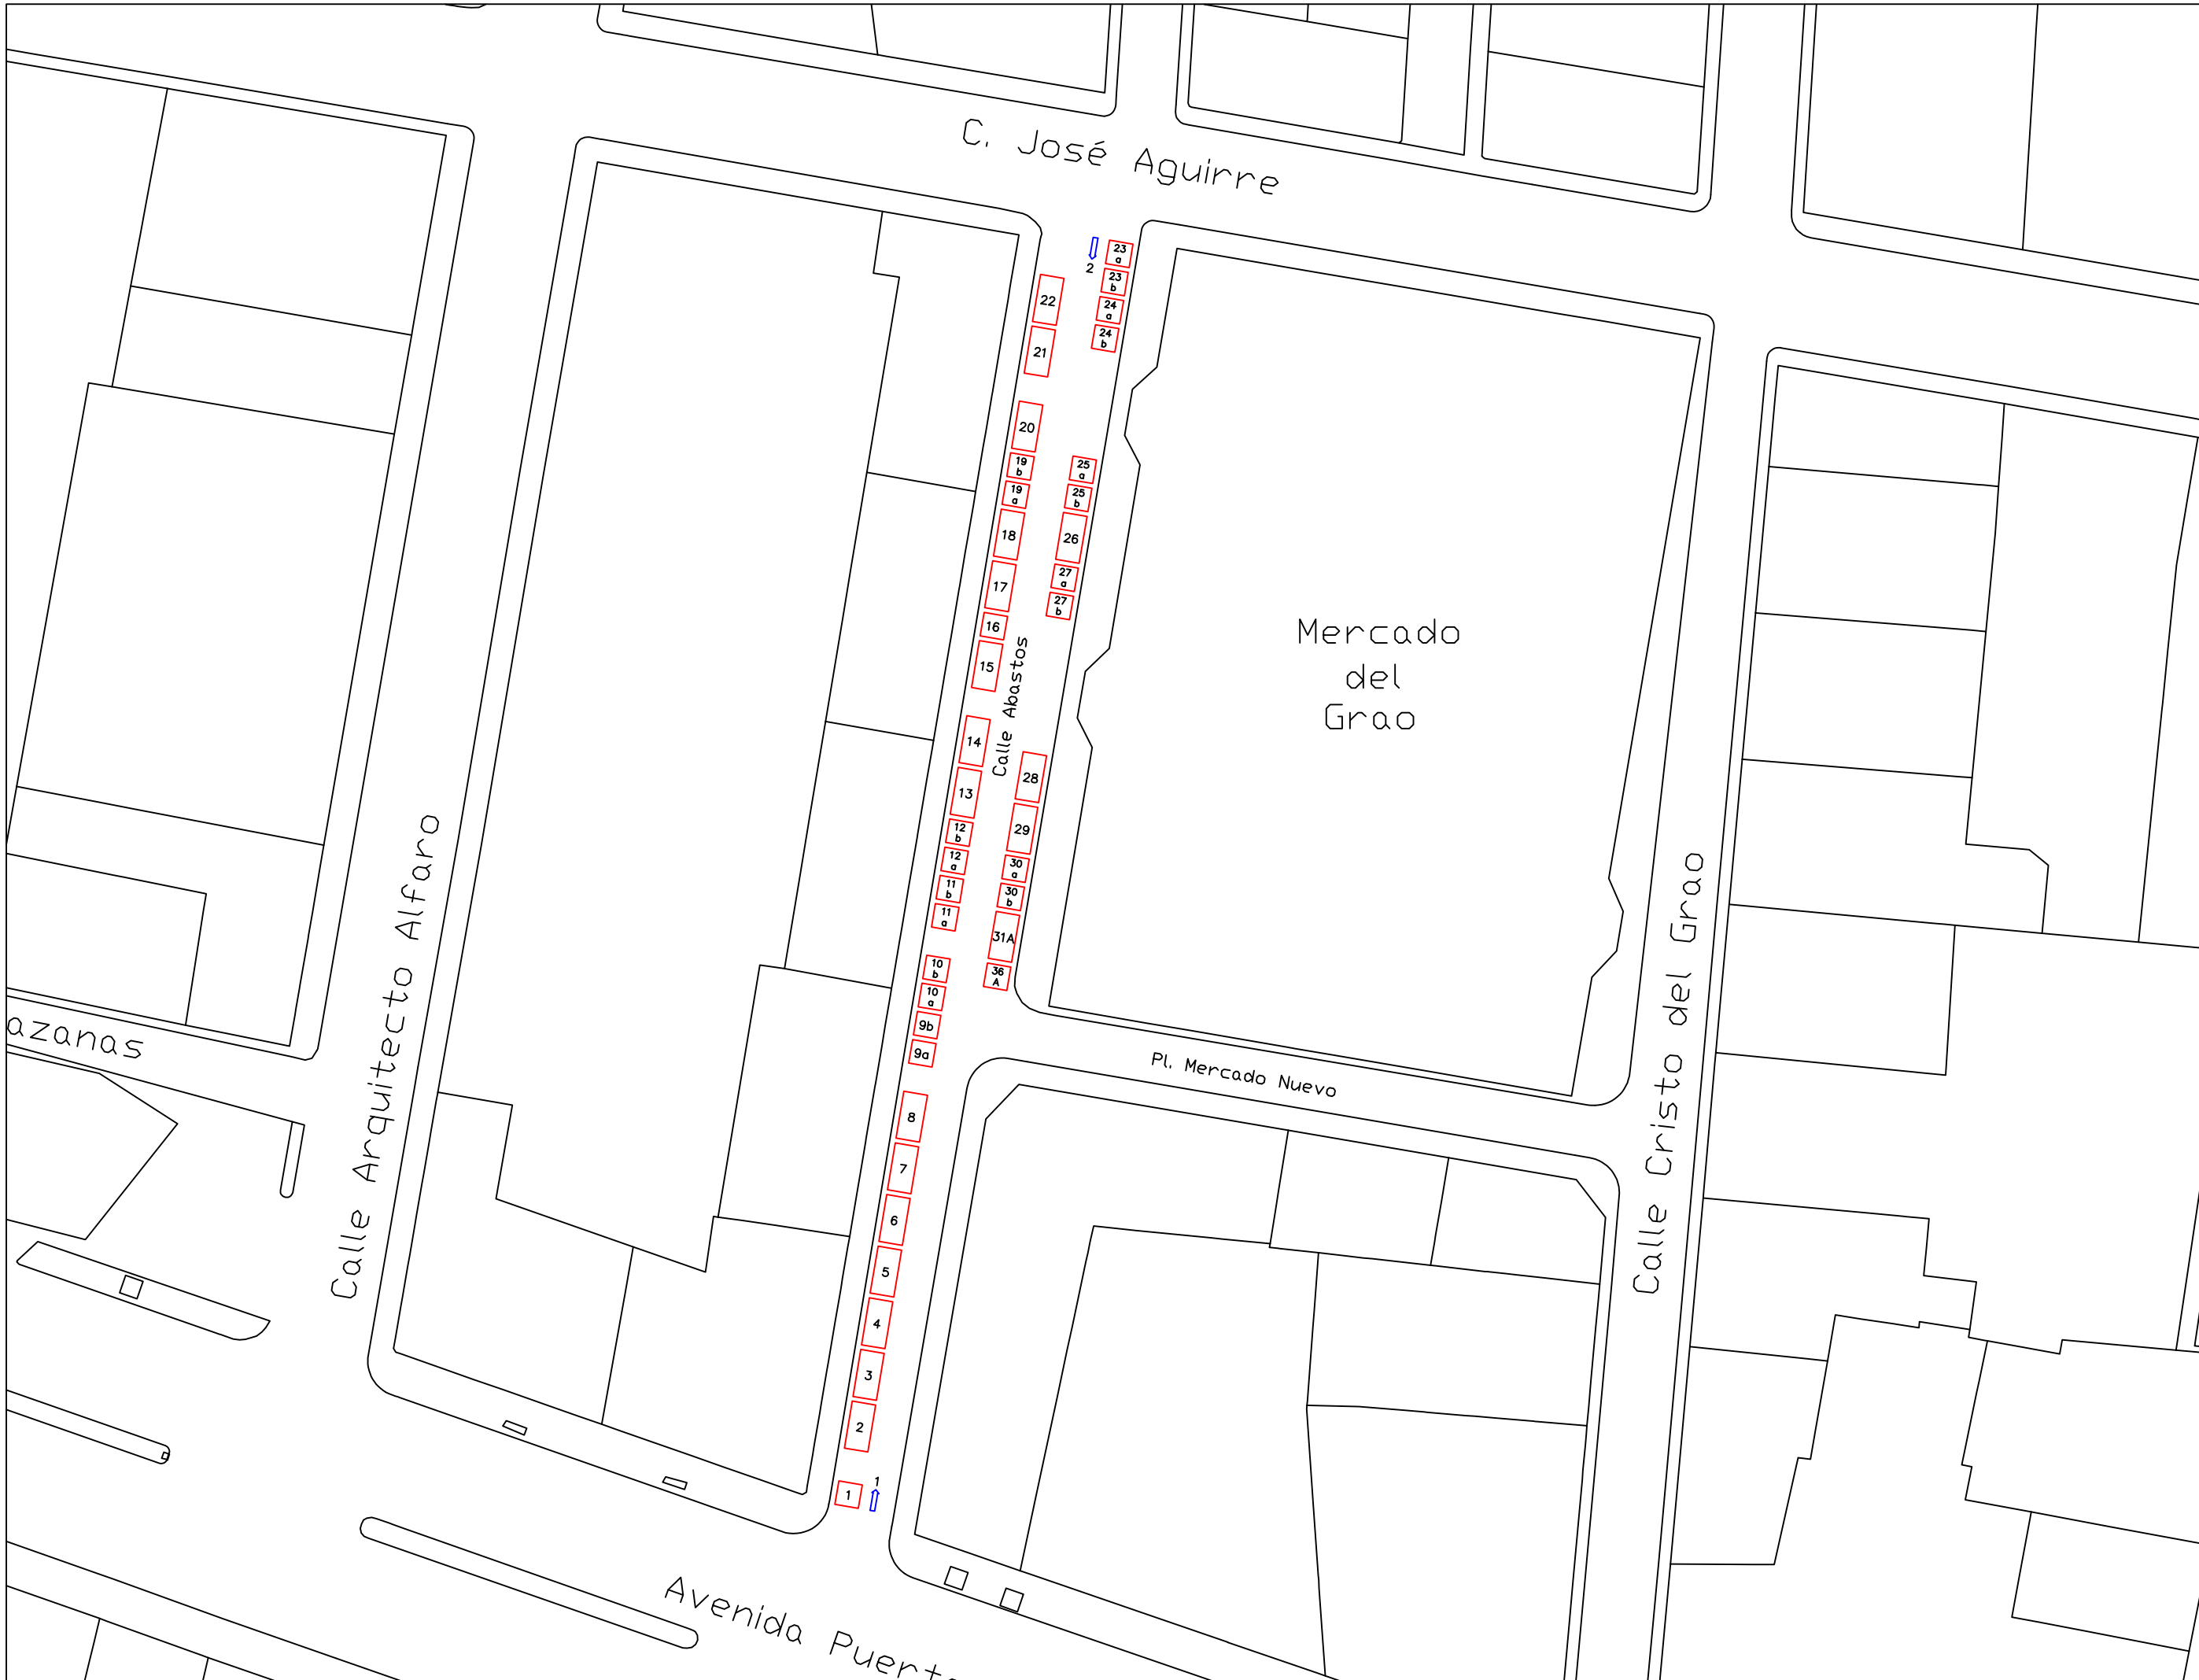 C. José Aguirre
2
23
a
23
b
24
a
24
b
22
21
20
19
b
19
a
18
17
16
15
25
a
25
b
26
27
a
27
b
Mercado
del
Grao
Calle Abastos
14
13
12
b
12
a
11
b
11
a
28
29
30
a
30
b
31A
36
A
10
b
10
a
9b
9a
Calle Arquitecto Alfaro
azanas
Pl. Mercado Nuevo
Calle Cristo del Grao
8
7
6
5
4
3
2
1
1
Avenida Puerto